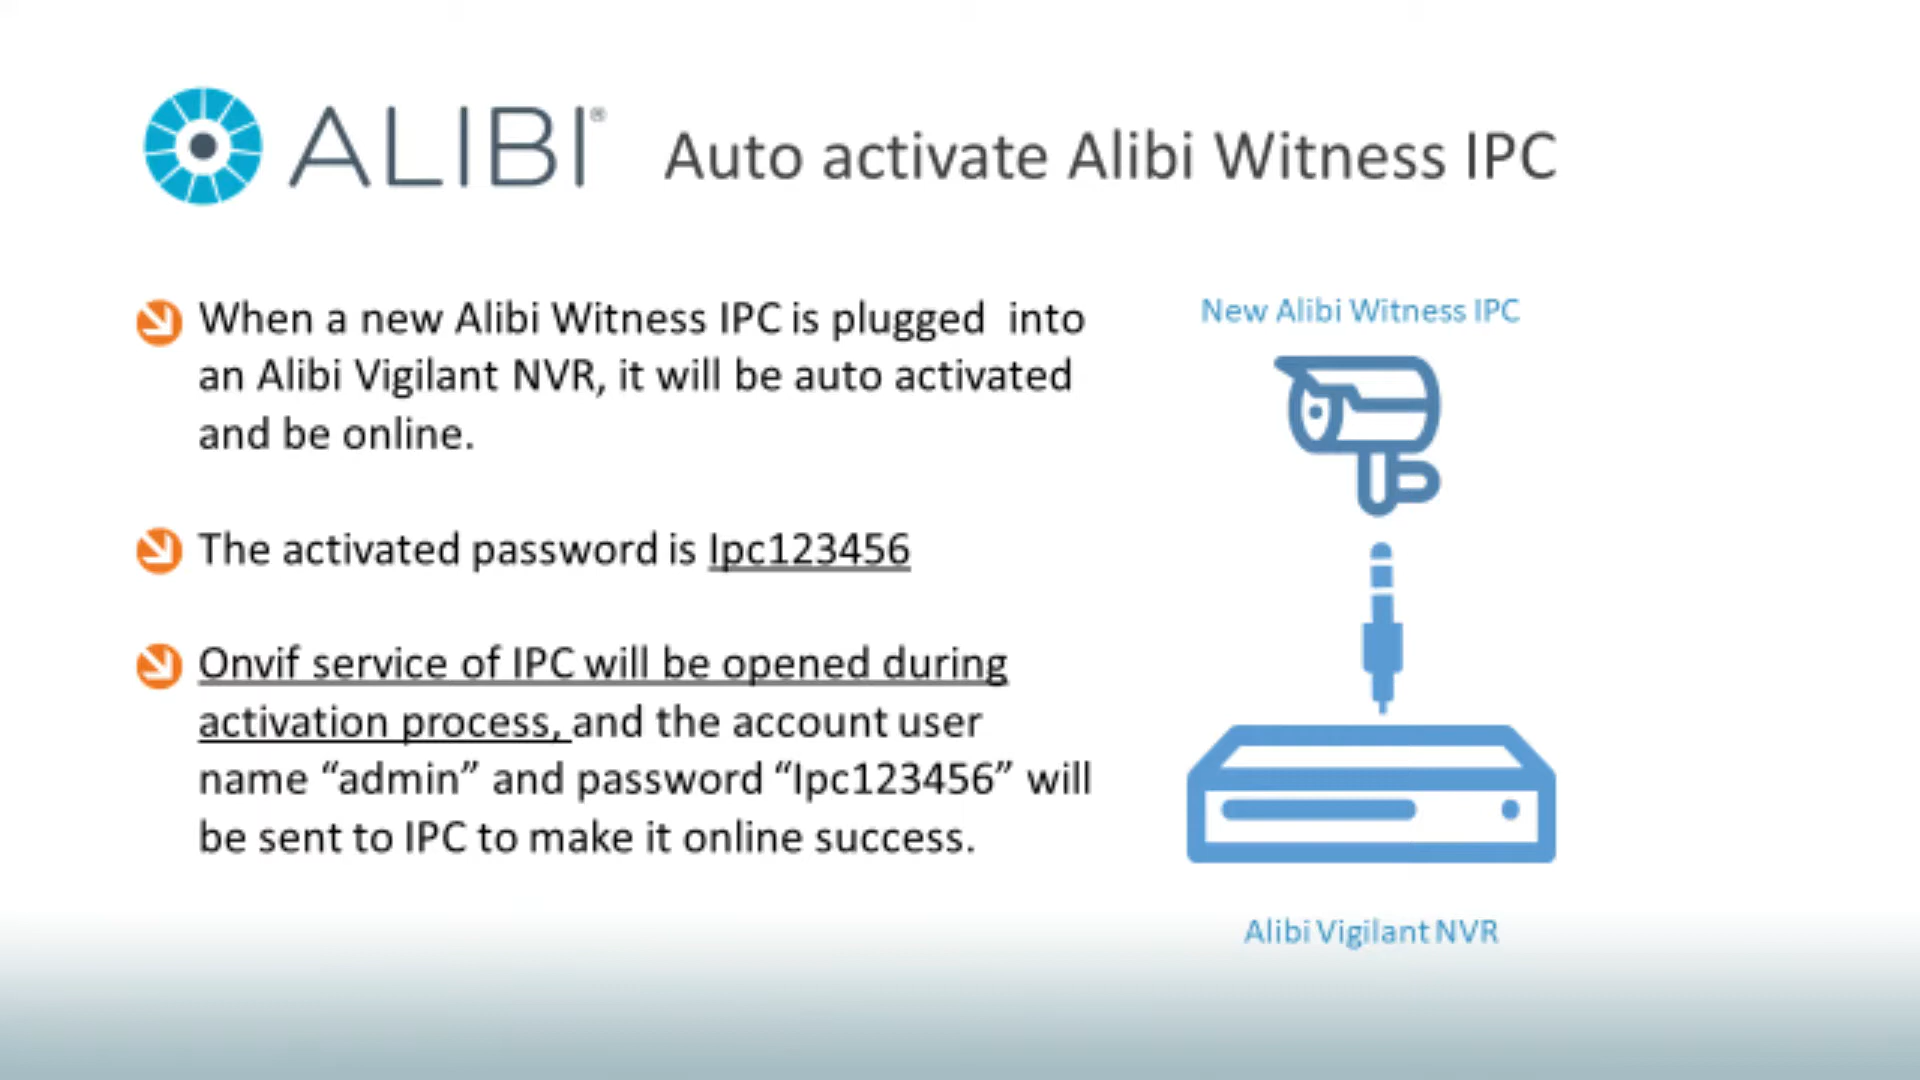 ALIBI® Auto activate Alibi Witness IPC
When a new Alibi Witness IPC is plugged into
an Alibi Vigilant NVR, it will be auto activated
and be online.
The activated password is Ipc123456
Onvif service of IPC will be opened during
activation process, and the account user
name “admin” and password “Ipc123456” will
be sent to IPC to make it online success.
New Alibi Witness IPC
Alibi Vigilant NVR